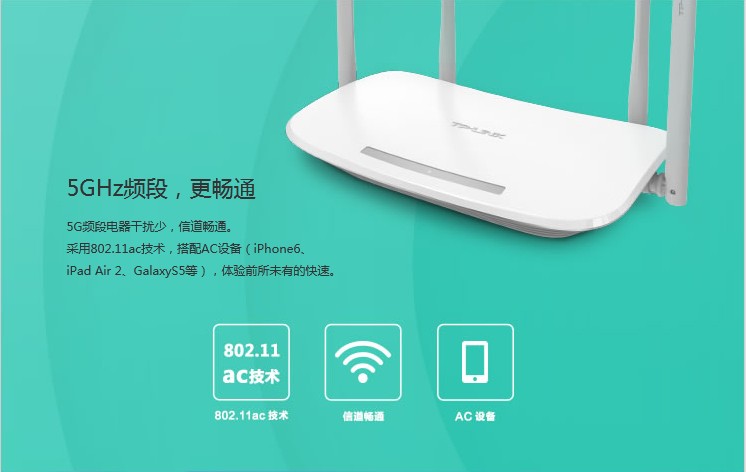 TP-LINK
5GHz频段，更畅通
5G频段电器干扰少，信道畅通。
采用802.11ac技术，搭配AC设备（iPhone6、
iPad Air 2、GalaxyS5等），体验前所未有的快速。
802.11
ac技术
802.11ac 技术
信道畅通
AC 设备